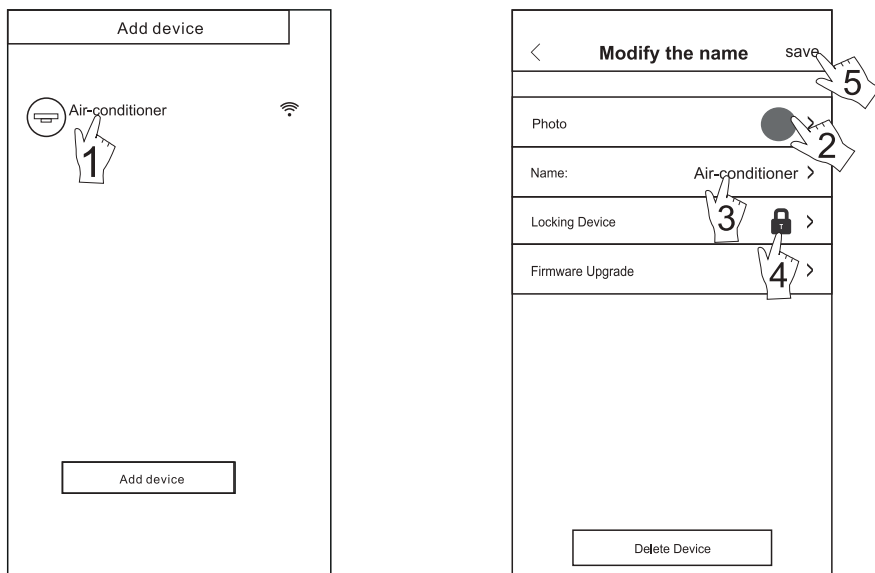 Add device
Air-conditioner
1
Add device
Modify the name save
5
Photo
2
Name: Air-conditioner
3
Locking Device
4
Firmware Upgrade
Delete Device